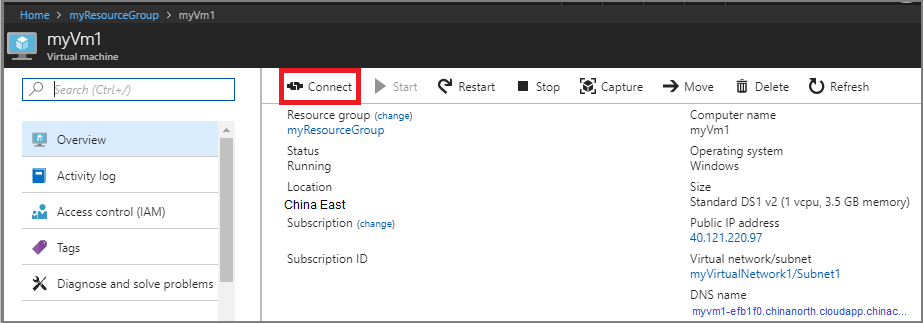 Home > myResourceGroup > myVm1
myVm1
Virtual machine
Search (Ctrl+/)
Overview
Activity log
Access control (IAM)
Tags
Diagnose and solve problems
Connect Start Restart Stop Capture Move Delete Refresh
Resource group (change)
myResourceGroup
Status
Running
Location
China East
Subscription (change)
Subscription ID
Computer name
myVm1
Operating system
Windows
Size
Standard DS1 v2 (1 vcpu, 3.5 GB memory)
Public IP address
40.121.220.97
Virtual network/subnet
myVirtualNetwork1/Subnet1
DNS name
myvm1-efb1f0.chinanorth.cloudapp.chinac...